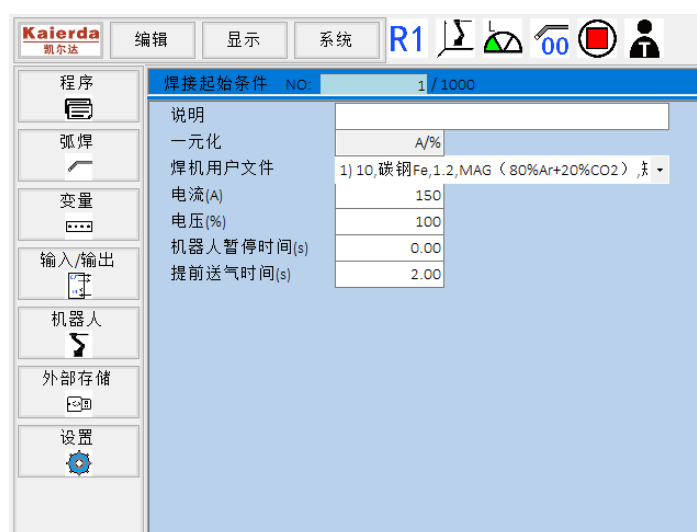 Kaierda
凯尔达
编辑
显示
系统
R1
00
程序
弧焊
变量
输入/输出
机器人
外部存储
设置
焊接起始条件 NO: 1 / 1000
说明
一元化 A/%
焊机用户文件 1) 10,碳钢Fe,1.2,MAG（80%Ar+20%CO2）,
电流(A) 150
电压(%) 100
机器人暂停时间(s) 0.00
提前送气时间(s) 2.00